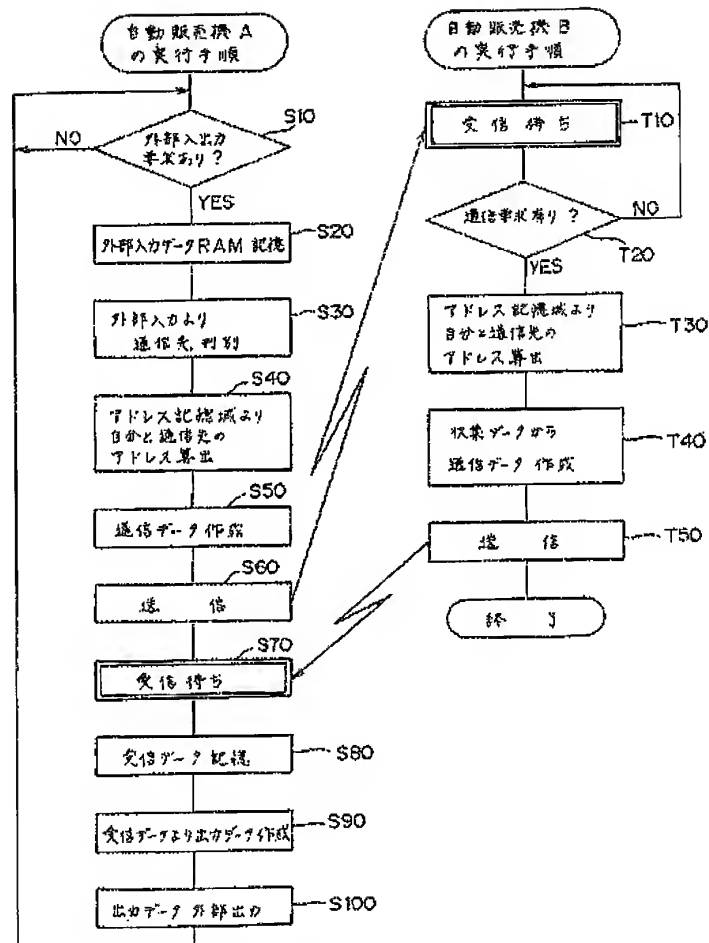 自動販売機A
の実行手順
S10
NO
外部入出力
要求あり?
YES
S20
外部入力データRAM記憶
S30
外部入力より
通信先判別
S40
アドレス記憶域より
自分と通信先の
アドレス算出
S50
通信データ作成
S60
送 信
S70
受信待ち
S80
受信データ記憶
S90
受信データより出力データ作成
S100
出力データ外部出力
自動販売機B
の実行手順
受信待ち
T10
通信要求有り?
NO
T20
YES
アドレス記憶域より
自分と通信先の
アドレス算出
T30
収集データから
通信データ作成
T40
送 信
T50
終 了